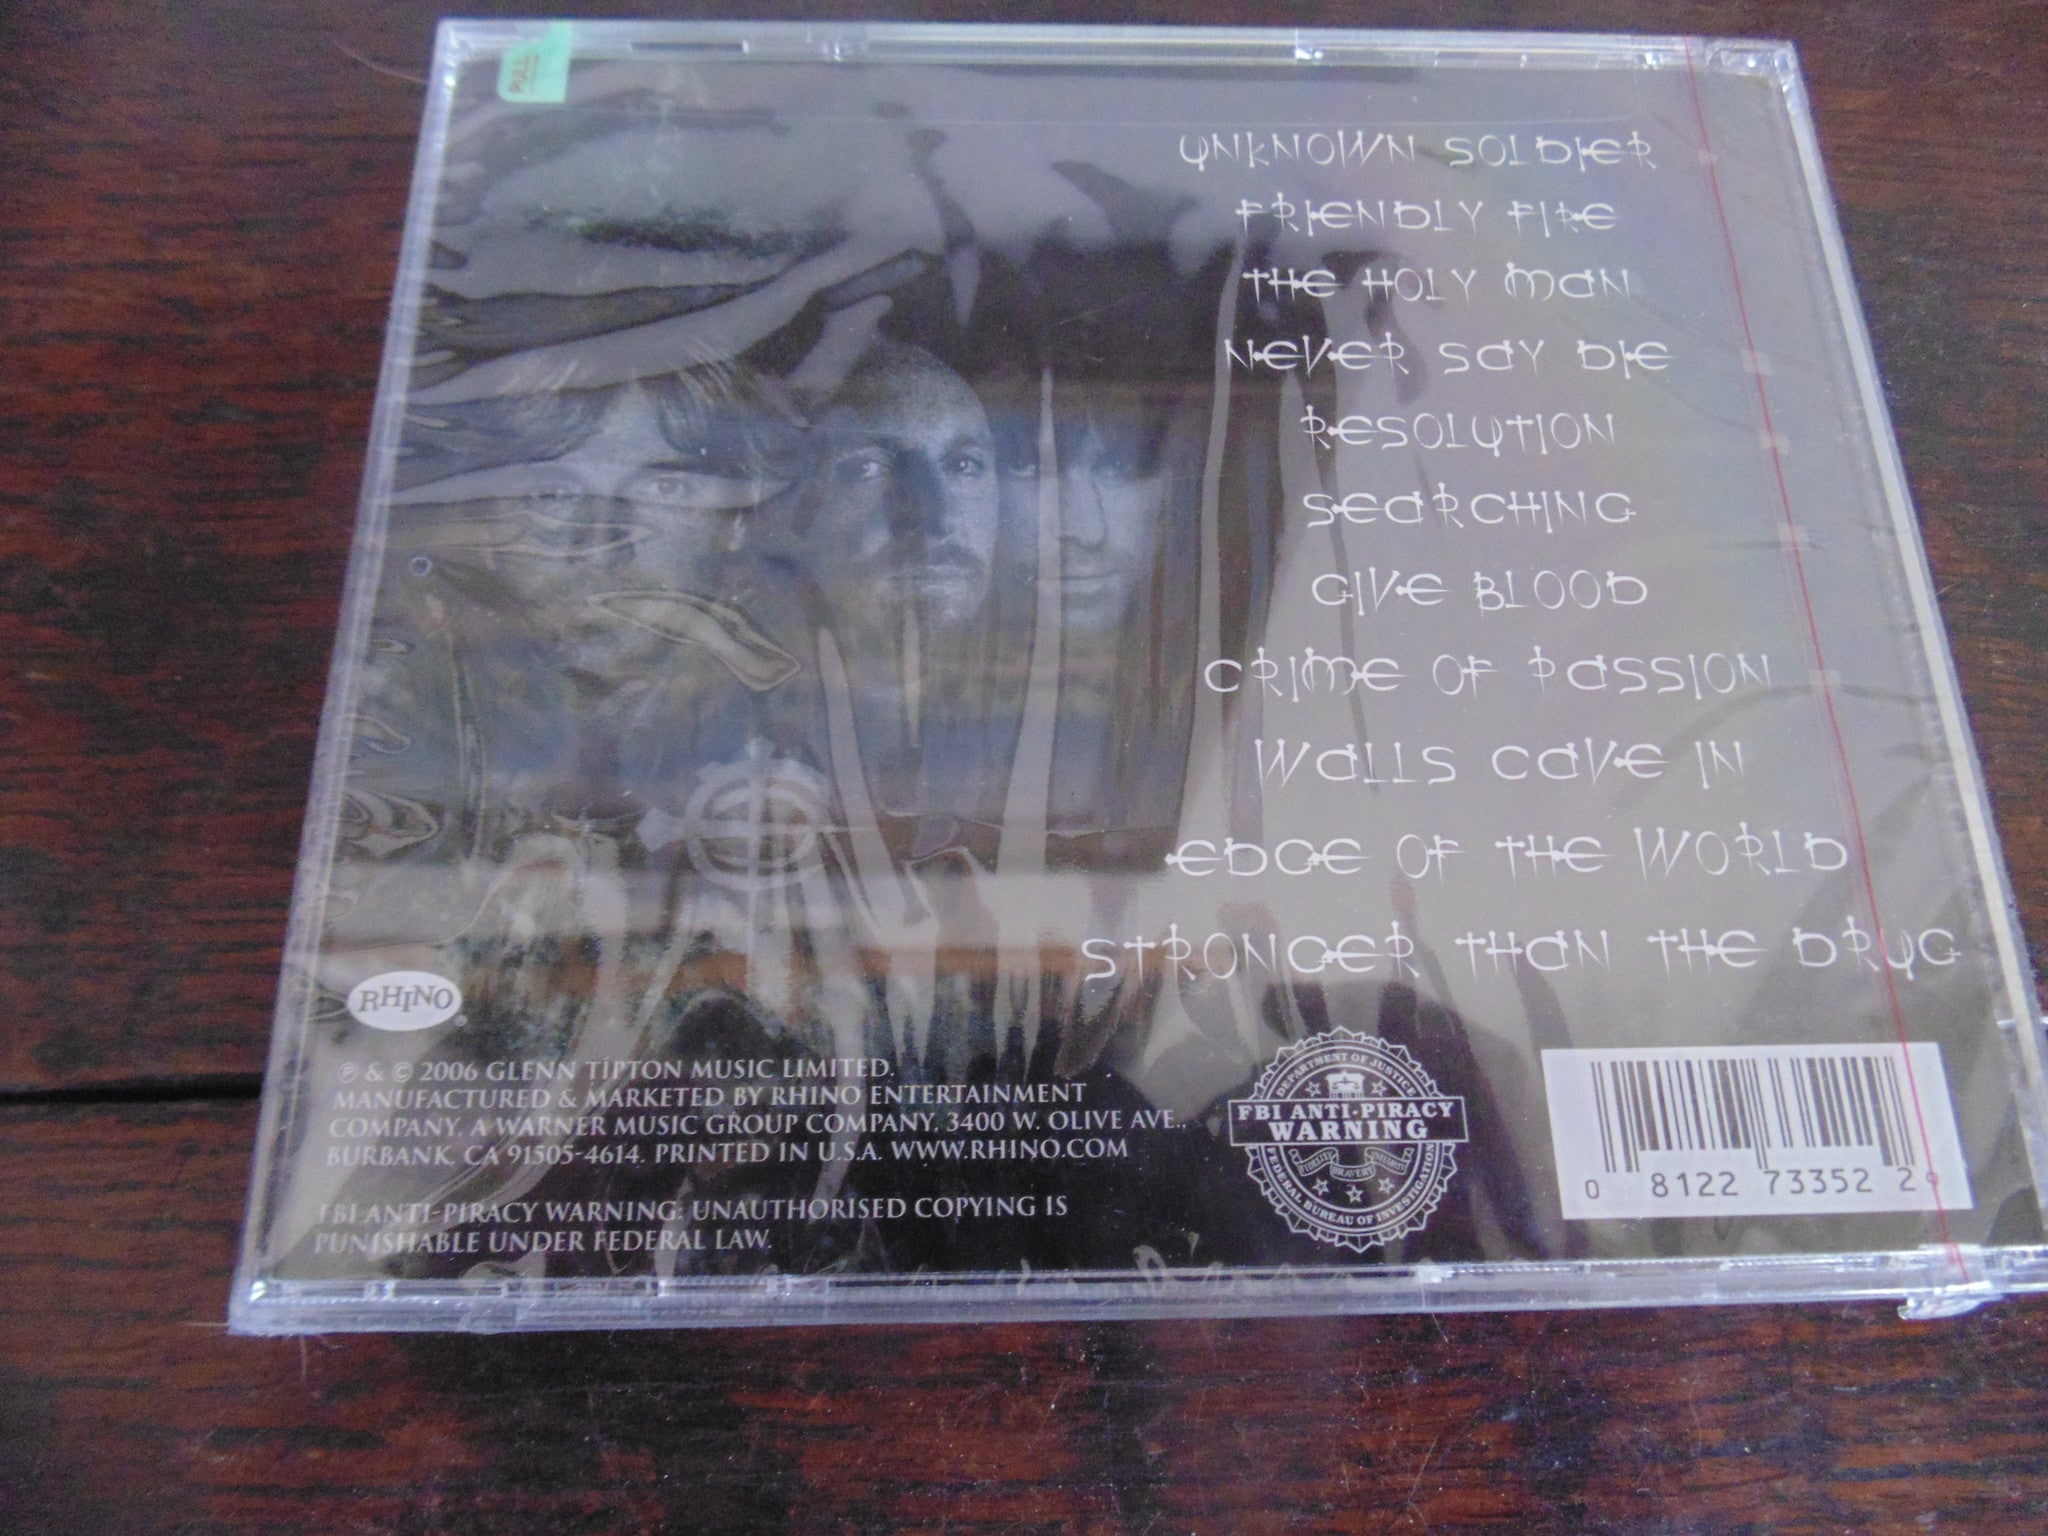 PULL
UNKNOWN SOLDIER
FRIENDLY FIRE
THE HOLY MAN
NEVER SAY DIE
RESOLUTION
SEARCHING
GIVE BLOOD
CRIME OF PASSION
WALLS CAVE IN
EDGE OF THE WORLD
STRONGER THAN THE DRUG
RHINO
℗ & © 2006 GLENN TIPTON MUSIC LIMITED.
MANUFACTURED & MARKETED BY RHINO ENTERTAINMENT
COMPANY, A WARNER MUSIC GROUP COMPANY, 3400 W. OLIVE AVE.,
BURBANK, CA 91505-4614. PRINTED IN U.S.A. WWW.RHINO.COM
FBI ANTI-PIRACY WARNING: UNAUTHORISED COPYING IS
PUNISHABLE UNDER FEDERAL LAW.
DEPARTMENT OF JUSTICE
FBI ANTI-PIRACY
WARNING
FIDELITY BRAVERY INTEGRITY
FEDERAL BUREAU OF INVESTIGATION
0 8122 73352 2